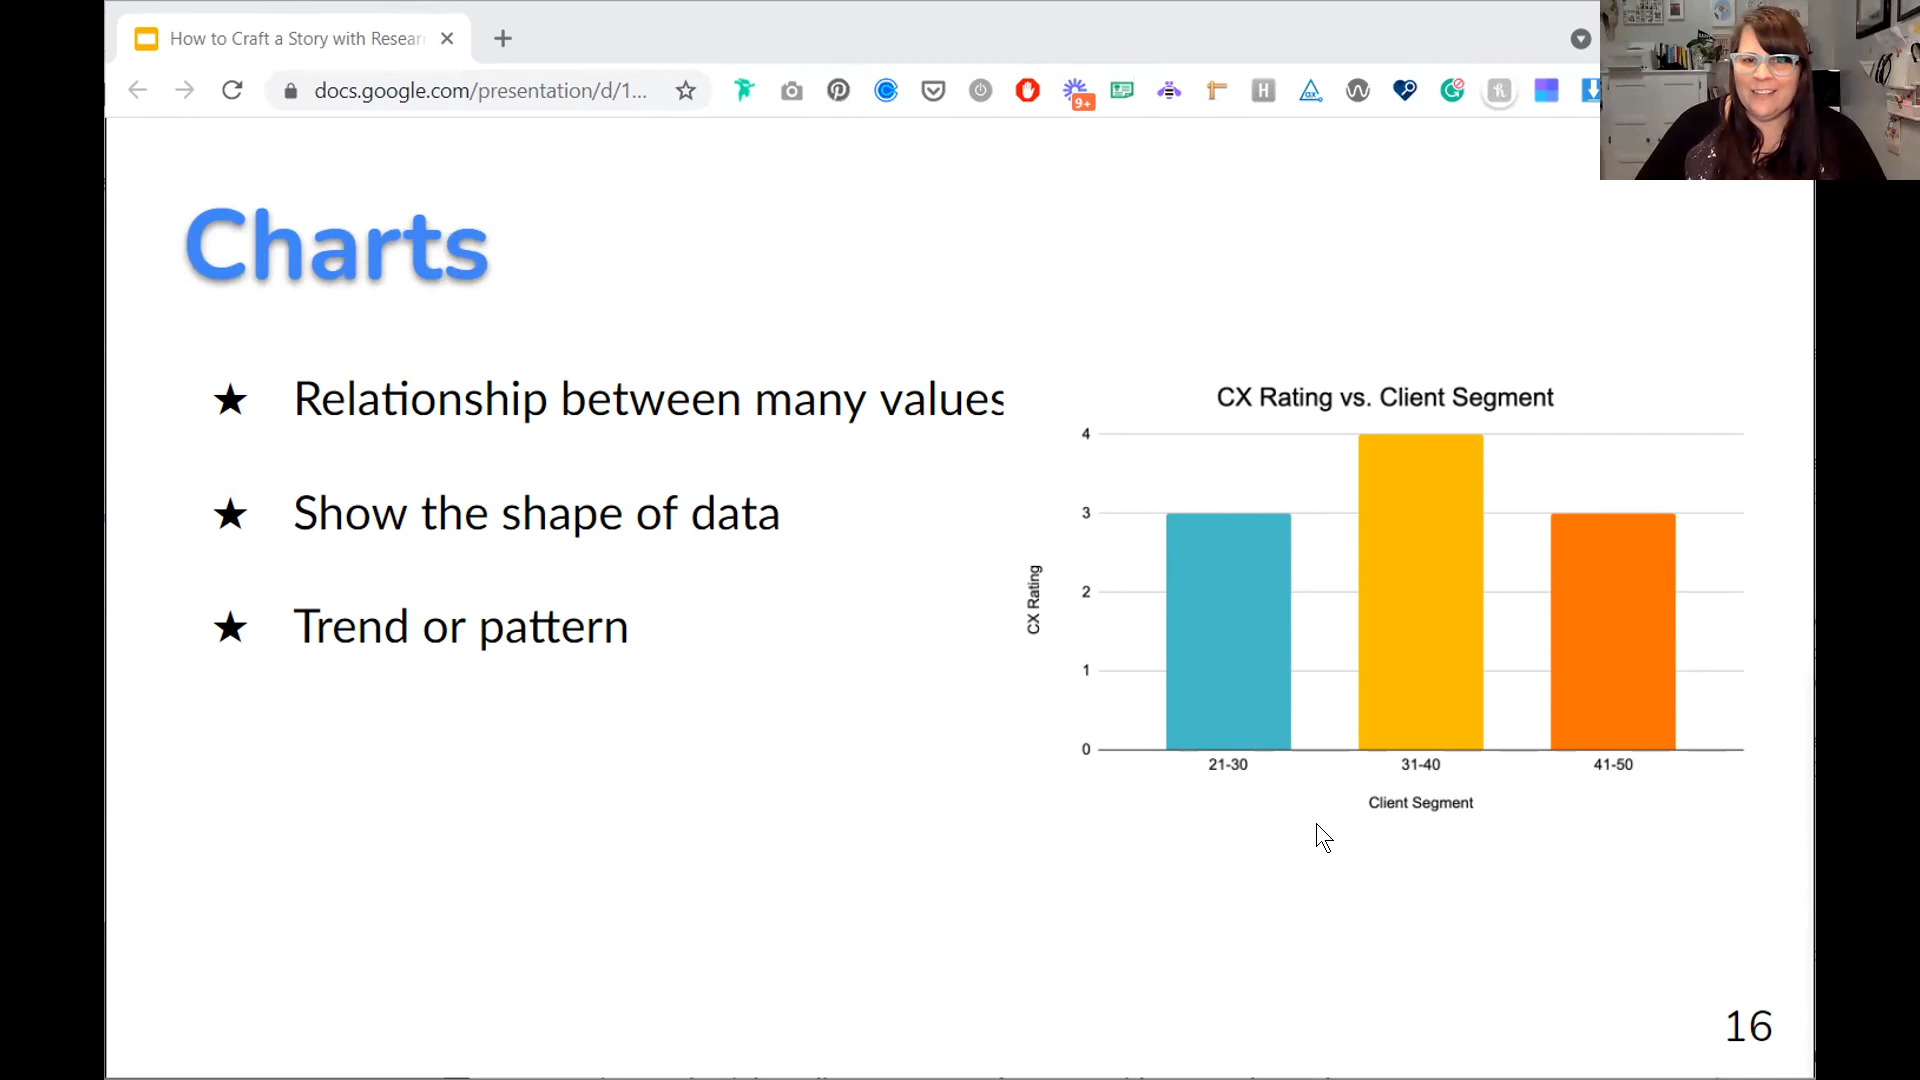 How to Craft a Story with Resear
docs.google.com/presentation/d/1...
9+
H
Charts
★ Relationship between many values
★ Show the shape of data
★ Trend or pattern
CX Rating vs. Client Segment
4
3
2
1
0
CX Rating
21-30
31-40
41-50
Client Segment
16